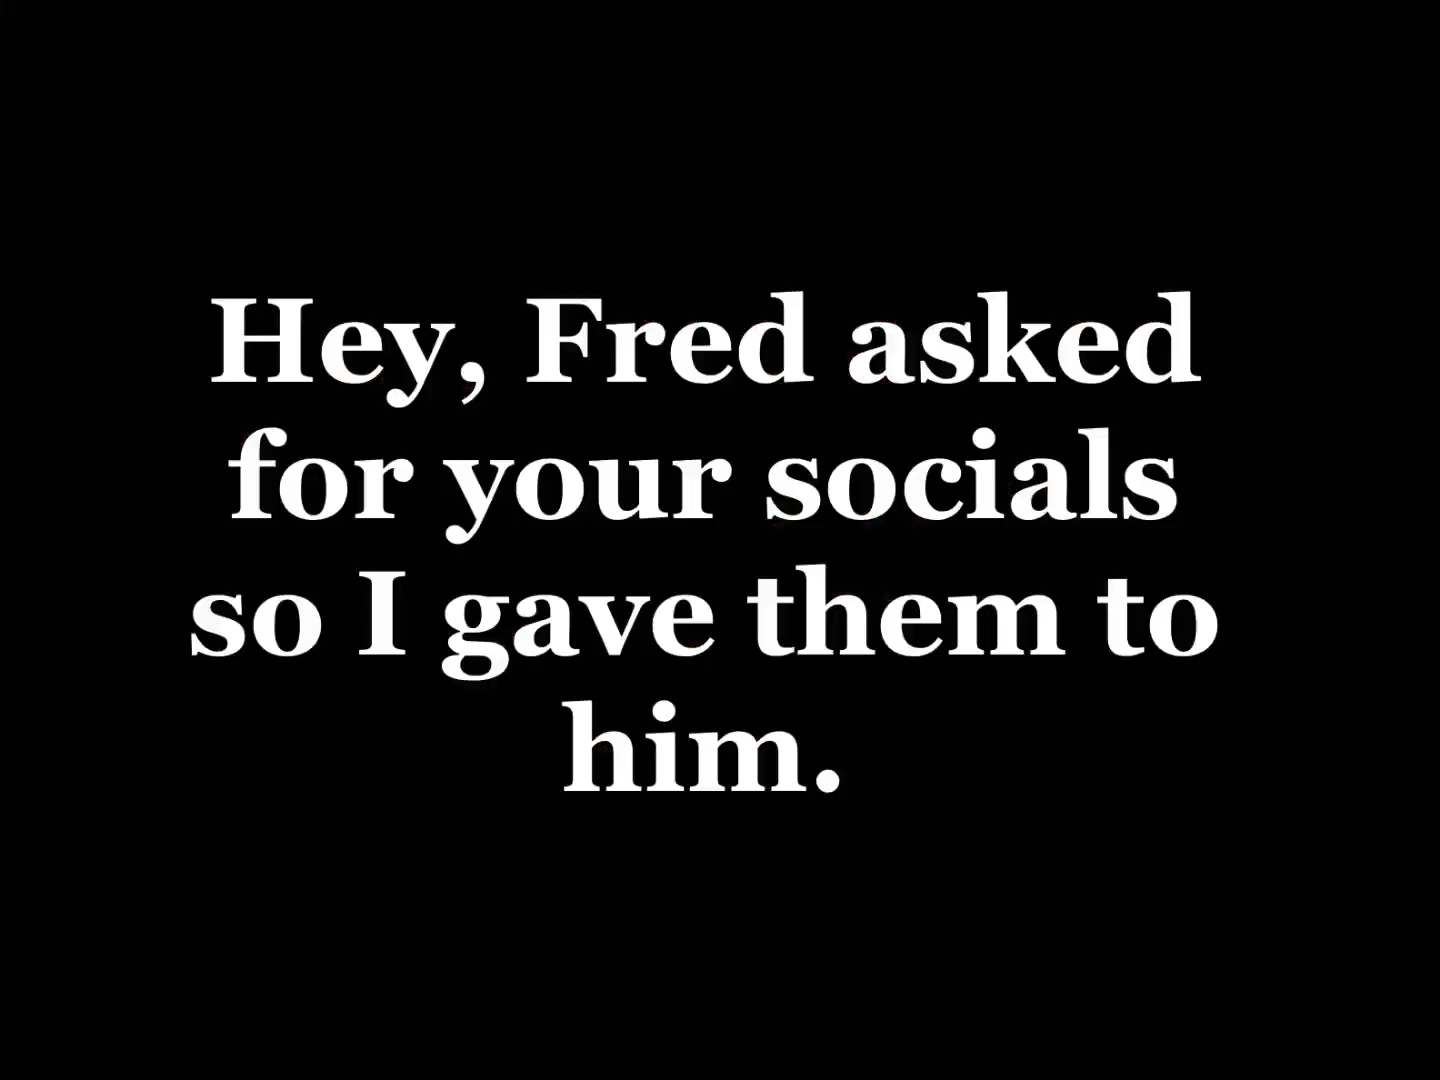 Hey, Fred asked
for your socials
so I gave them to
him.